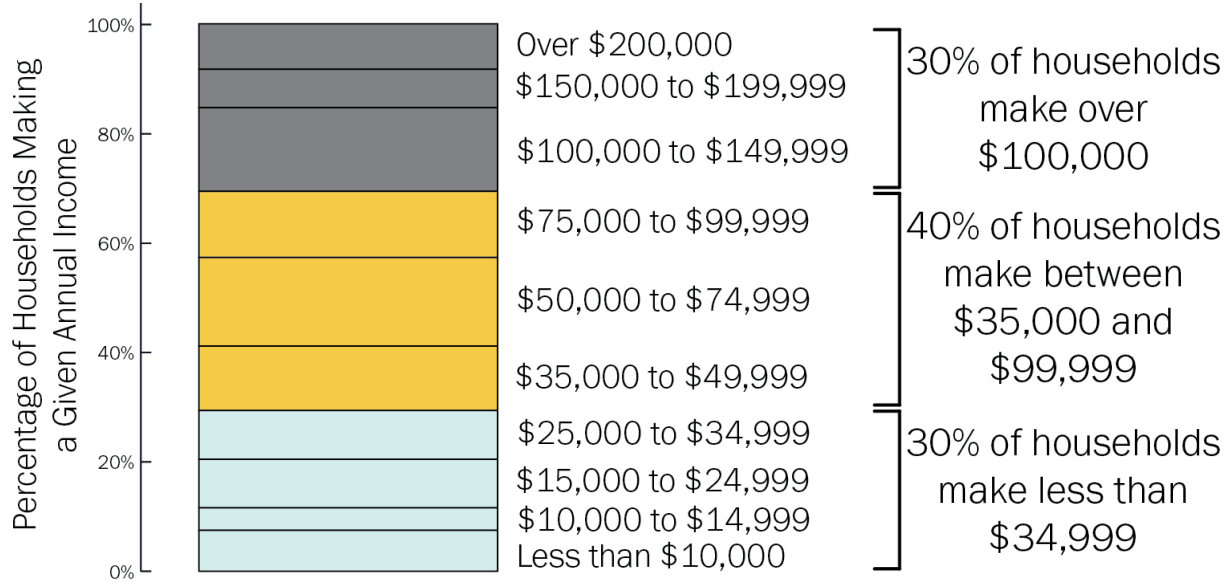 Percentage of Households Making
a Given Annual Income
100%
80%
60%
40%
20%
0%
Over $200,000
$150,000 to $199,999
$100,000 to $149,999
$75,000 to $99,999
$50,000 to $74,999
$35,000 to $49,999
$25,000 to $34,999
$15,000 to $24,999
$10,000 to $14,999
Less than $10,000
30% of households
make over
$100,000
40% of households
make between
$35,000 and
$99,999
30% of households
make less than
$34,999